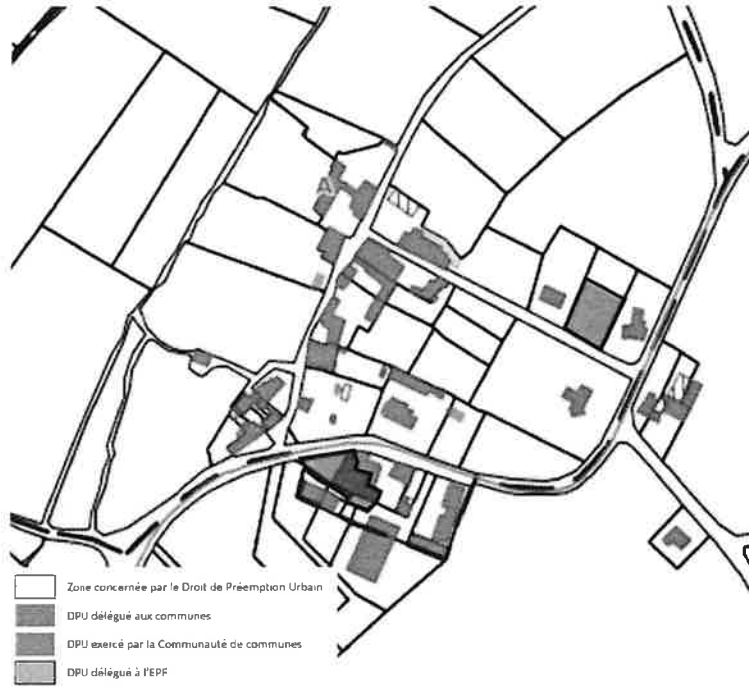 Zone concernée par le Droit de Préemption Urbain
DPU délégué aux communes
DPU exercé par la Communauté de communes
DPU délégué à l'EPF